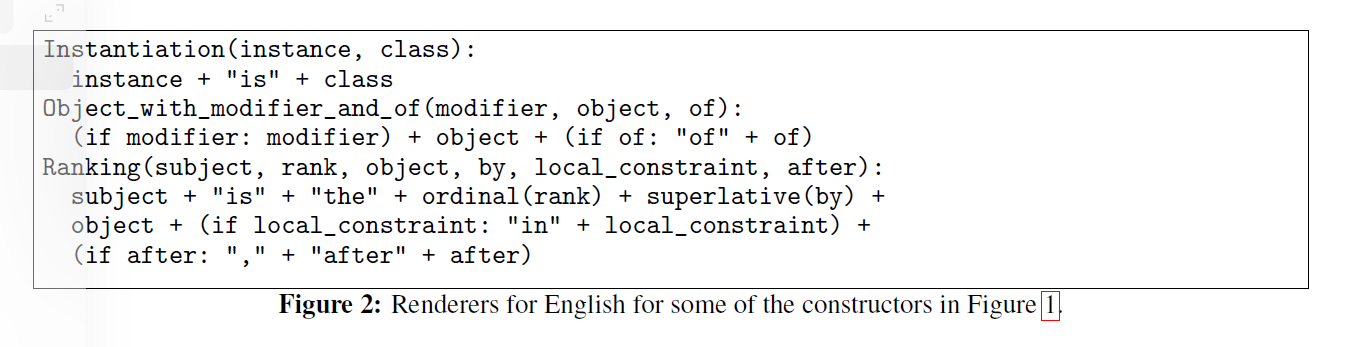 Instantiation(instance, class):
  instance + "is" + class
Object_with_modifier_and_of(modifier, object, of):
  (if modifier: modifier) + object + (if of: "of" + of)
Ranking(subject, rank, object, by, local_constraint, after):
  subject + "is" + "the" + ordinal(rank) + superlative(by) +
  object + (if local_constraint: "in" + local_constraint) +
  (if after: "," + "after" + after)
Figure 2: Renderers for English for some of the constructors in Figure 1.